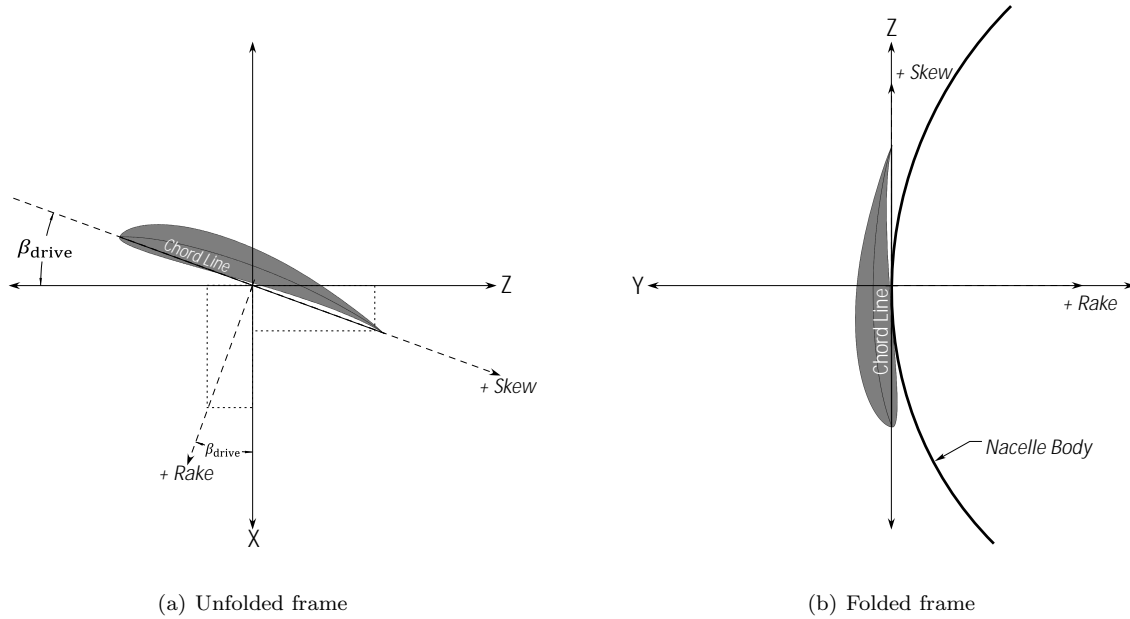 β_drive
Chord Line
Z
+ Skew
β_drive
+ Rake
X
(a) Unfolded frame
Z
+ Skew
Y
+ Rake
Chord Line
Nacelle Body
(b) Folded frame